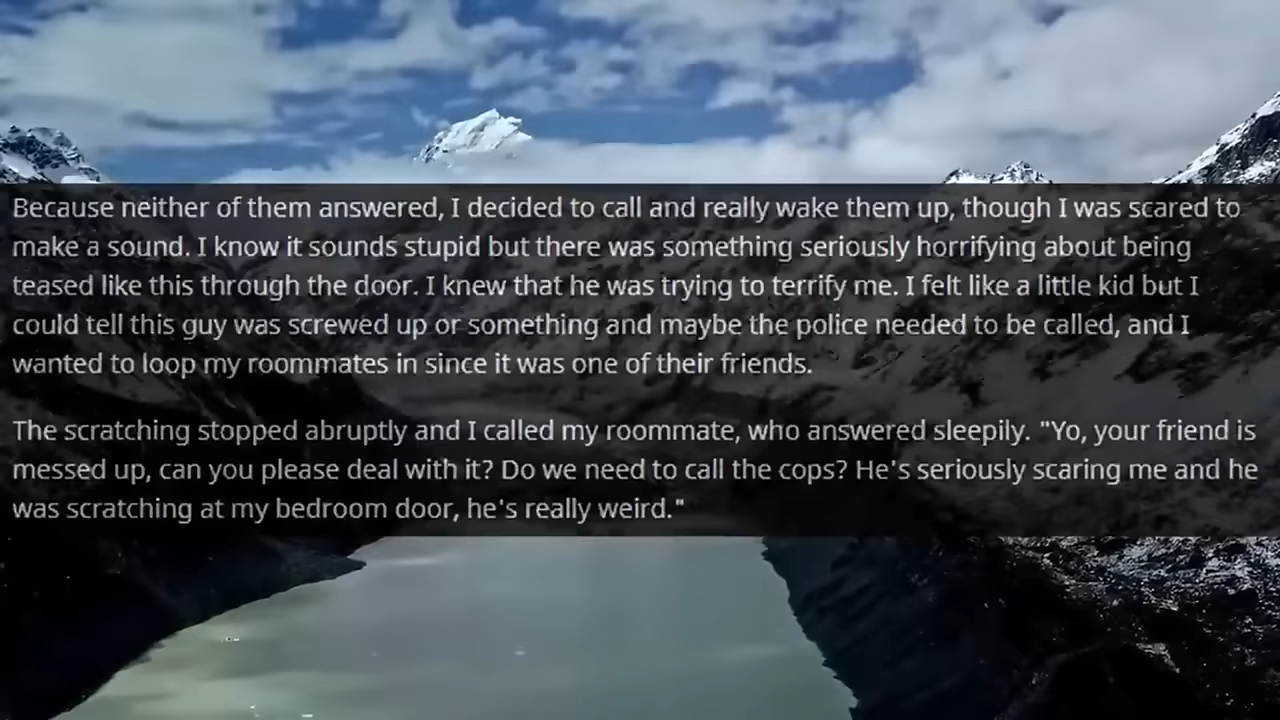 Because neither of them answered, I decided to call and really wake them up, though I was scared to
make a sound. I know it sounds stupid but there was something seriously horrifying about being
teased like this through the door. I knew that he was trying to terrify me. I felt like a little kid but I
could tell this guy was screwed up or something and maybe the police needed to be called, and I
wanted to loop my roommates in since it was one of their friends.
The scratching stopped abruptly and I called my roommate, who answered sleepily. "Yo, your friend is
messed up, can you please deal with it? Do we need to call the cops? He's seriously scaring me and he
was scratching at my bedroom door, he's really weird."